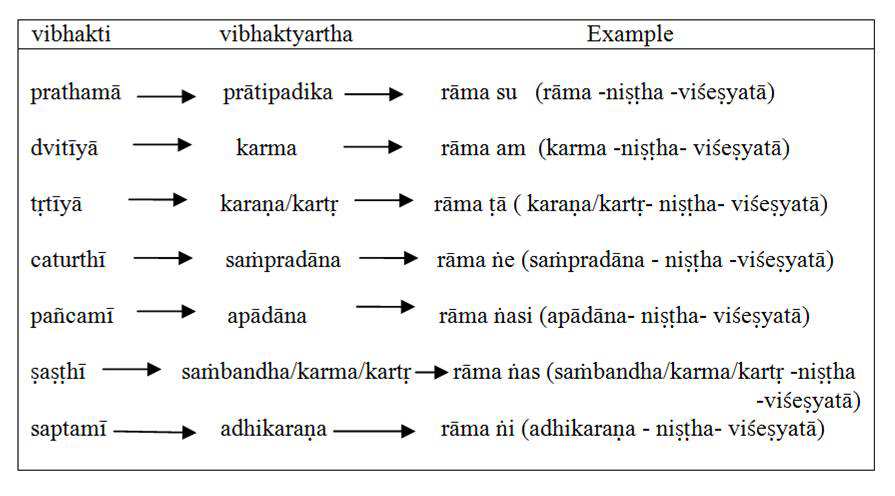 vibhakti vibhaktyartha Example
prathamā prātipadika rāma su (rāma -niṣṭha -viśeṣyatā)
dvitīyā karma rāma am (karma -niṣṭha- viśeṣyatā)
tṛtīyā karaṇa/kartṛ rāma ṭā ( karaṇa/kartṛ- niṣṭha- viśeṣyatā)
caturthī saṁpradāna rāma ṅe (saṁpradāna - niṣṭha -viśeṣyatā)
pañcamī apādāna rāma ṅasi (apādāna- niṣṭha- viśeṣyatā)
ṣaṣṭhī saṁbandha/karma/kartṛ rāma ṅas (saṁbandha/karma/kartṛ -niṣṭha
-viśeṣyatā)
saptamī adhikaraṇa rāma ṅi (adhikaraṇa - niṣṭha- viśeṣyatā)